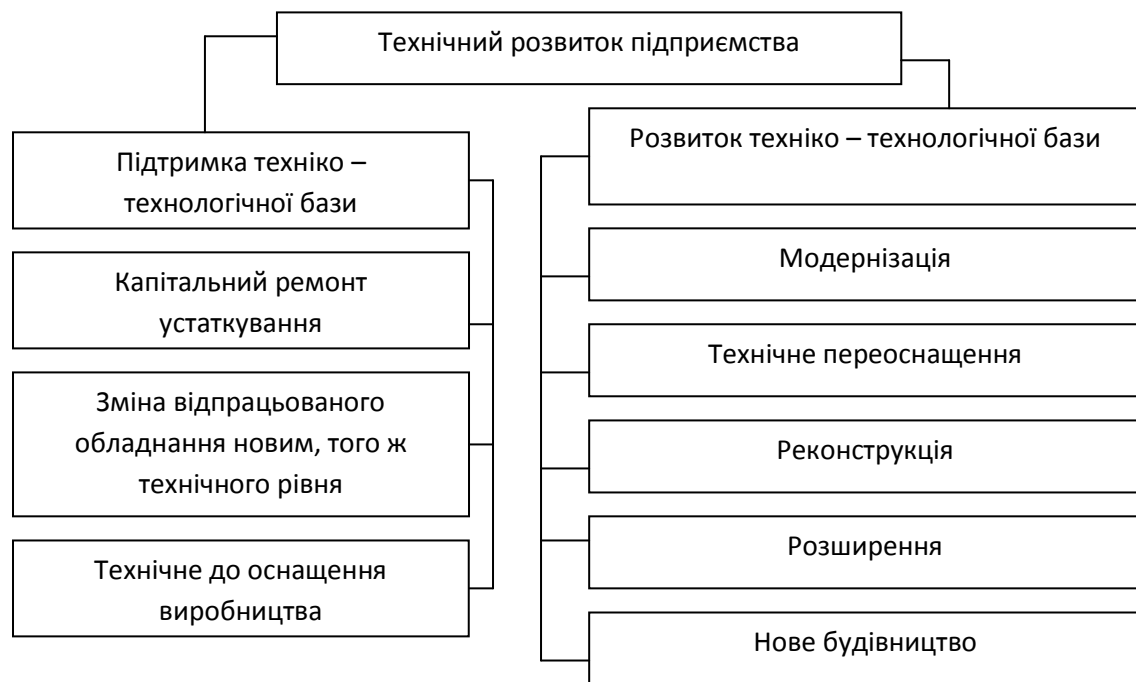 Технічний розвиток підприємства
Підтримка техніко –
технологічної бази
Капітальний ремонт
устаткування
Зміна відпрацьованого
обладнання новим, того ж
технічного рівня
Технічне до оснащення
виробництва
Розвиток техніко – технологічної бази
Модернізація
Технічне переоснащення
Реконструкція
Розширення
Нове будівництво